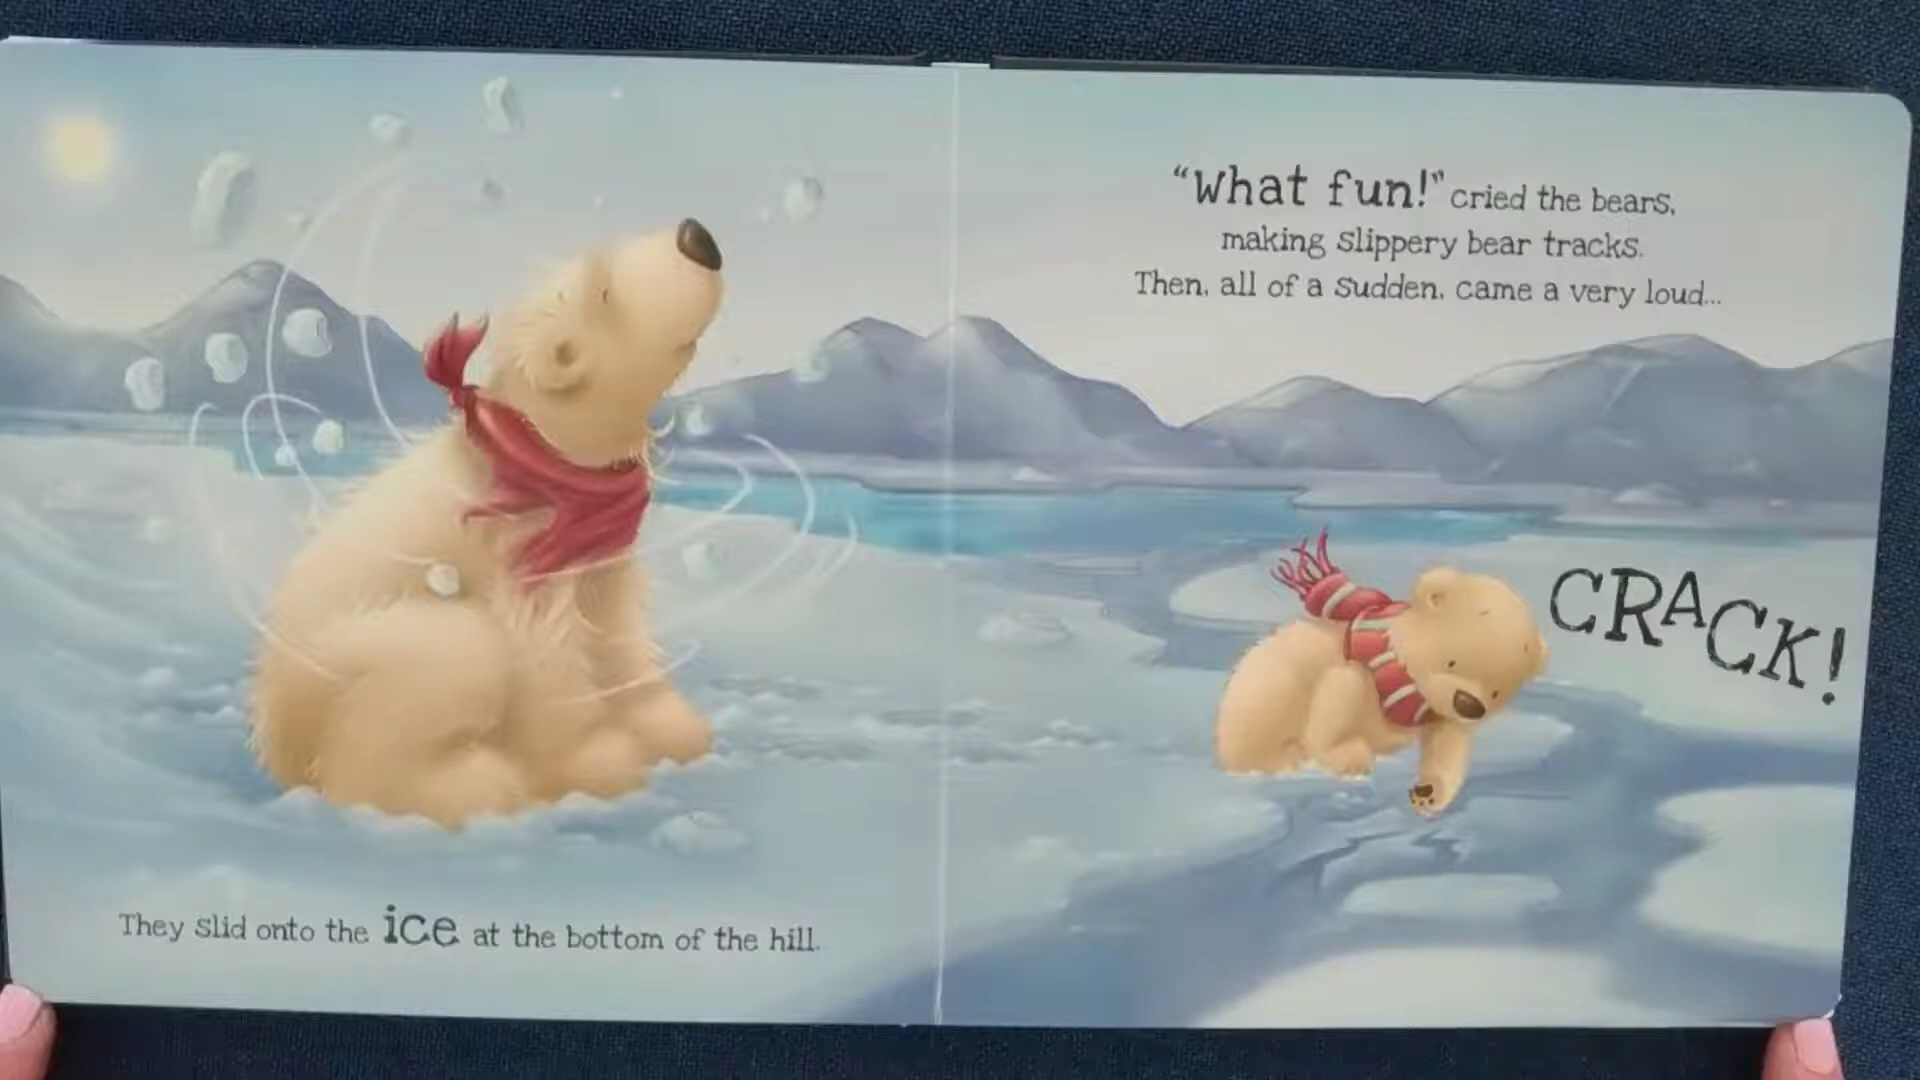 They slid onto the ice at the bottom of the hill.
“What fun!” cried the bears,
making slippery bear tracks.
Then, all of a sudden, came a very loud...
CRACK!